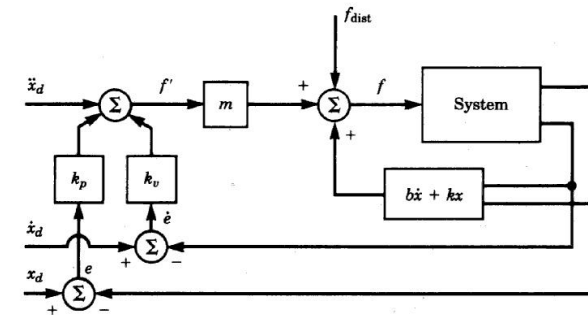 f_dist
ẍ_d
Σ
f′
m
+
Σ
f
System
+
k_p
k_v
bẋ + kx
ė
ẋ_d
+
Σ
−
x_d
e
+
Σ
−